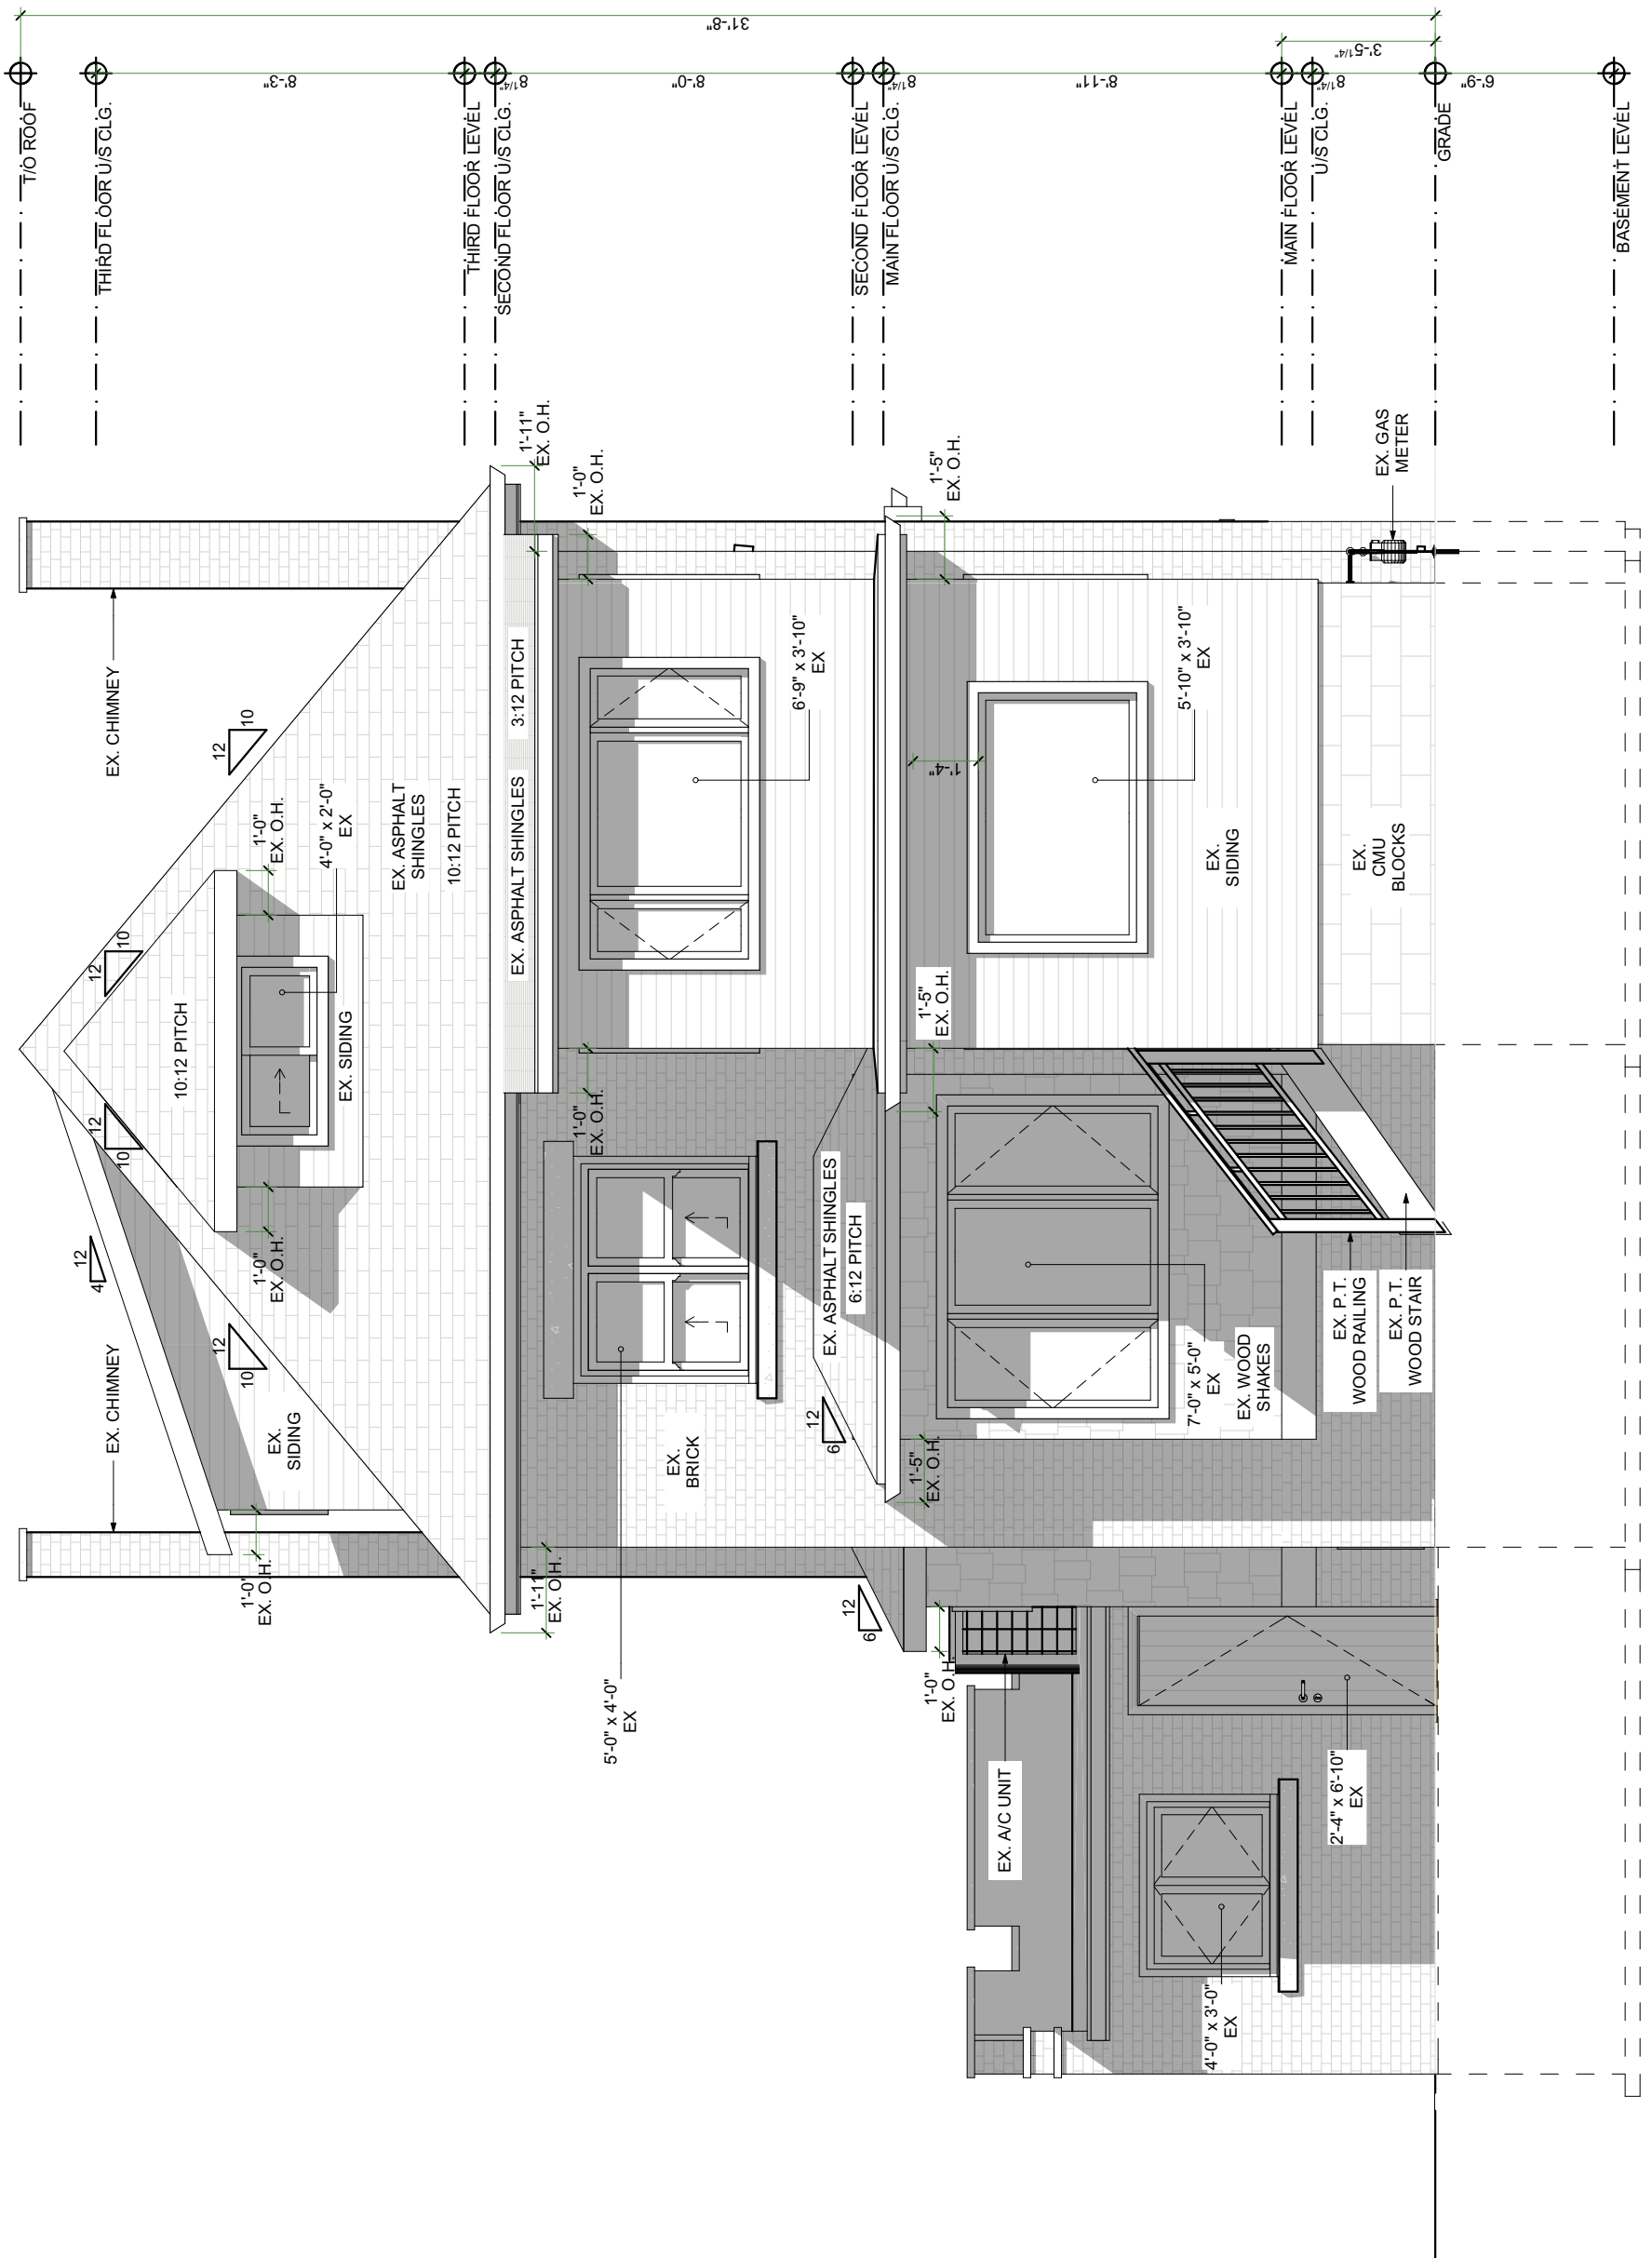 T/O ROOF
31'-8"
THIRD FLOOR U/S CLG.
8'-3"
THIRD FLOOR LEVEL
SECOND FLOOR U/S CLG.
8 1/4"
8'-0"
SECOND FLOOR LEVEL
MAIN FLOOR U/S CLG.
8 1/4"
8'-11"
MAIN FLOOR LEVEL
U/S CLG.
8 1/4"
3'-5 1/4"
GRADE
6'-9"
BASEMENT LEVEL
EX. CHIMNEY
EX. CHIMNEY
12
10
12
10
12
10
12
10
12
4
10:12 PITCH
1'-0"
EX. O.H.
4'-0" x 2'-0"
EX
EX. SIDING
1'-0"
EX. O.H.
EX. ASPHALT
SHINGLES
10:12 PITCH
EX.
SIDING
1'-0"
EX. O.H.
1'-11"
EX. O.H.
3:12 PITCH
EX. ASPHALT SHINGLES
1'-0"
EX. O.H.
1'-0"
EX. O.H.
1'-11"
EX. O.H.
6'-9" x 3'-10"
EX
5'-0" x 4'-0"
EX
EX.
BRICK
EX. ASPHALT SHINGLES
6:12 PITCH
12
6
12
6
1'-5"
EX. O.H.
1'-5"
EX. O.H.
1'-5"
EX. O.H.
1'-0"
EX. O.H.
1'-4"
5'-10" x 3'-10"
EX
EX.
SIDING
EX.
CMU
BLOCKS
EX. GAS
METER
7'-0" x 5'-0"
EX
EX. WOOD
SHAKES
EX. P.T.
WOOD RAILING
EX. P.T.
WOOD STAIR
EX. A/C UNIT
2'-4" x 6'-10"
EX
4'-0" x 3'-0"
EX